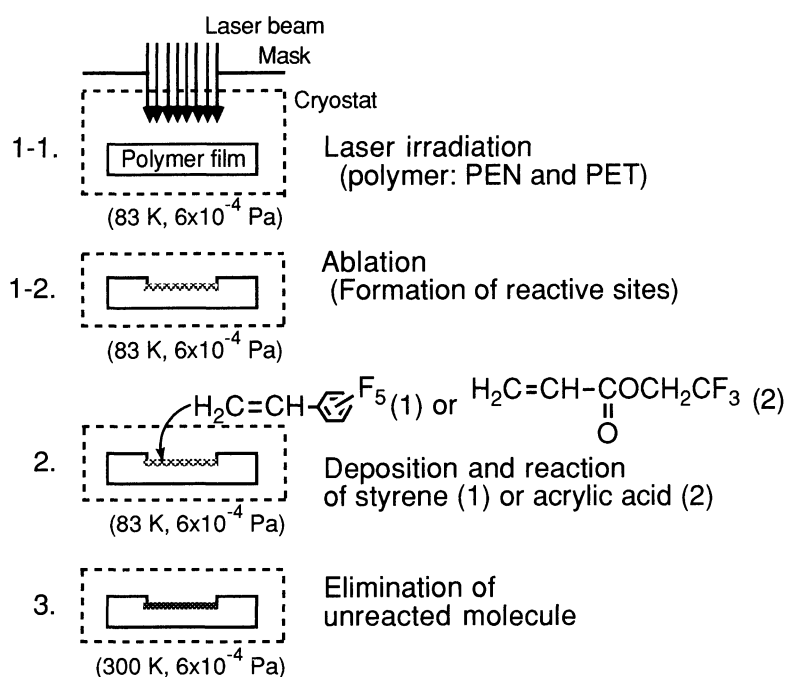 Laser beam
Mask
Cryostat
1-1.
Polymer film
Laser irradiation
(polymer: PEN and PET)
(83 K, 6x10⁻⁴ Pa)
1-2.
Ablation
(Formation of reactive sites)
(83 K, 6x10⁻⁴ Pa)
H₂C=CH- F₅ (1) or H₂C=CH-COCH₂CF₃ (2)
O
2.
Deposition and reaction
of styrene (1) or acrylic acid (2)
(83 K, 6x10⁻⁴ Pa)
3.
Elimination of
unreacted molecule
(300 K, 6x10⁻⁴ Pa)